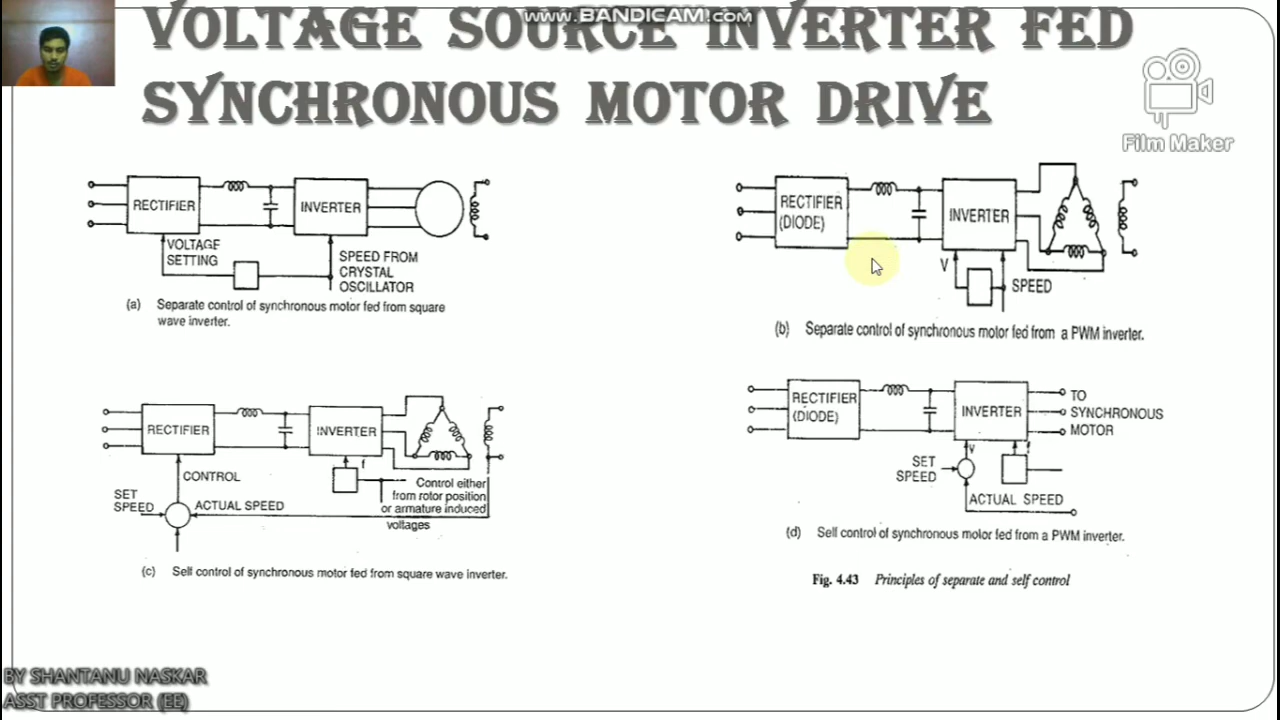 www.BANDICAM.com
VOLTAGE SOURCE INVERTER FED
SYNCHRONOUS MOTOR DRIVE
Film Maker
RECTIFIER
INVERTER
VOLTAGE
SETTING
SPEED FROM
CRYSTAL
OSCILLATOR
(a) Separate control of synchronous motor fed from square
wave inverter.
RECTIFIER
(DIODE)
INVERTER
V
SPEED
(b) Separate control of synchronous motor fed from a PWM inverter.
RECTIFIER
INVERTER
f
CONTROL
SET
SPEED
ACTUAL SPEED
Control either
from rotor position
or armature induced
voltages
(c) Self control of synchronous motor fed from square wave inverter.
RECTIFIER
(DIODE)
INVERTER
TO
SYNCHRONOUS
MOTOR
V
f
SET
SPEED
ACTUAL SPEED
(d) Self control of synchronous motor fed from a PWM inverter.
Fig. 4.43 Principles of separate and self control
BY SHANTANU NASKAR
ASST PROFESSOR (EE)